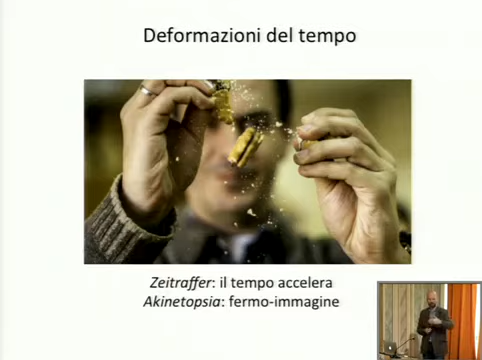 Deformazioni del tempo
Zeitraffer: il tempo accelera
Akinetopsia: fermo-immagine